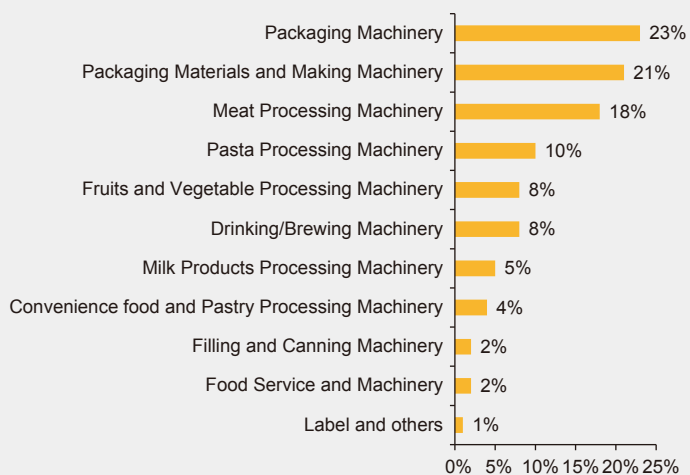 Packaging Machinery 23%
Packaging Materials and Making Machinery 21%
Meat Processing Machinery 18%
Pasta Processing Machinery 10%
Fruits and Vegetable Processing Machinery 8%
Drinking/Brewing Machinery 8%
Milk Products Processing Machinery 5%
Convenience food and Pastry Processing Machinery 4%
Filling and Canning Machinery 2%
Food Service and Machinery 2%
Label and others 1%
0% 5% 10% 15% 20% 25%